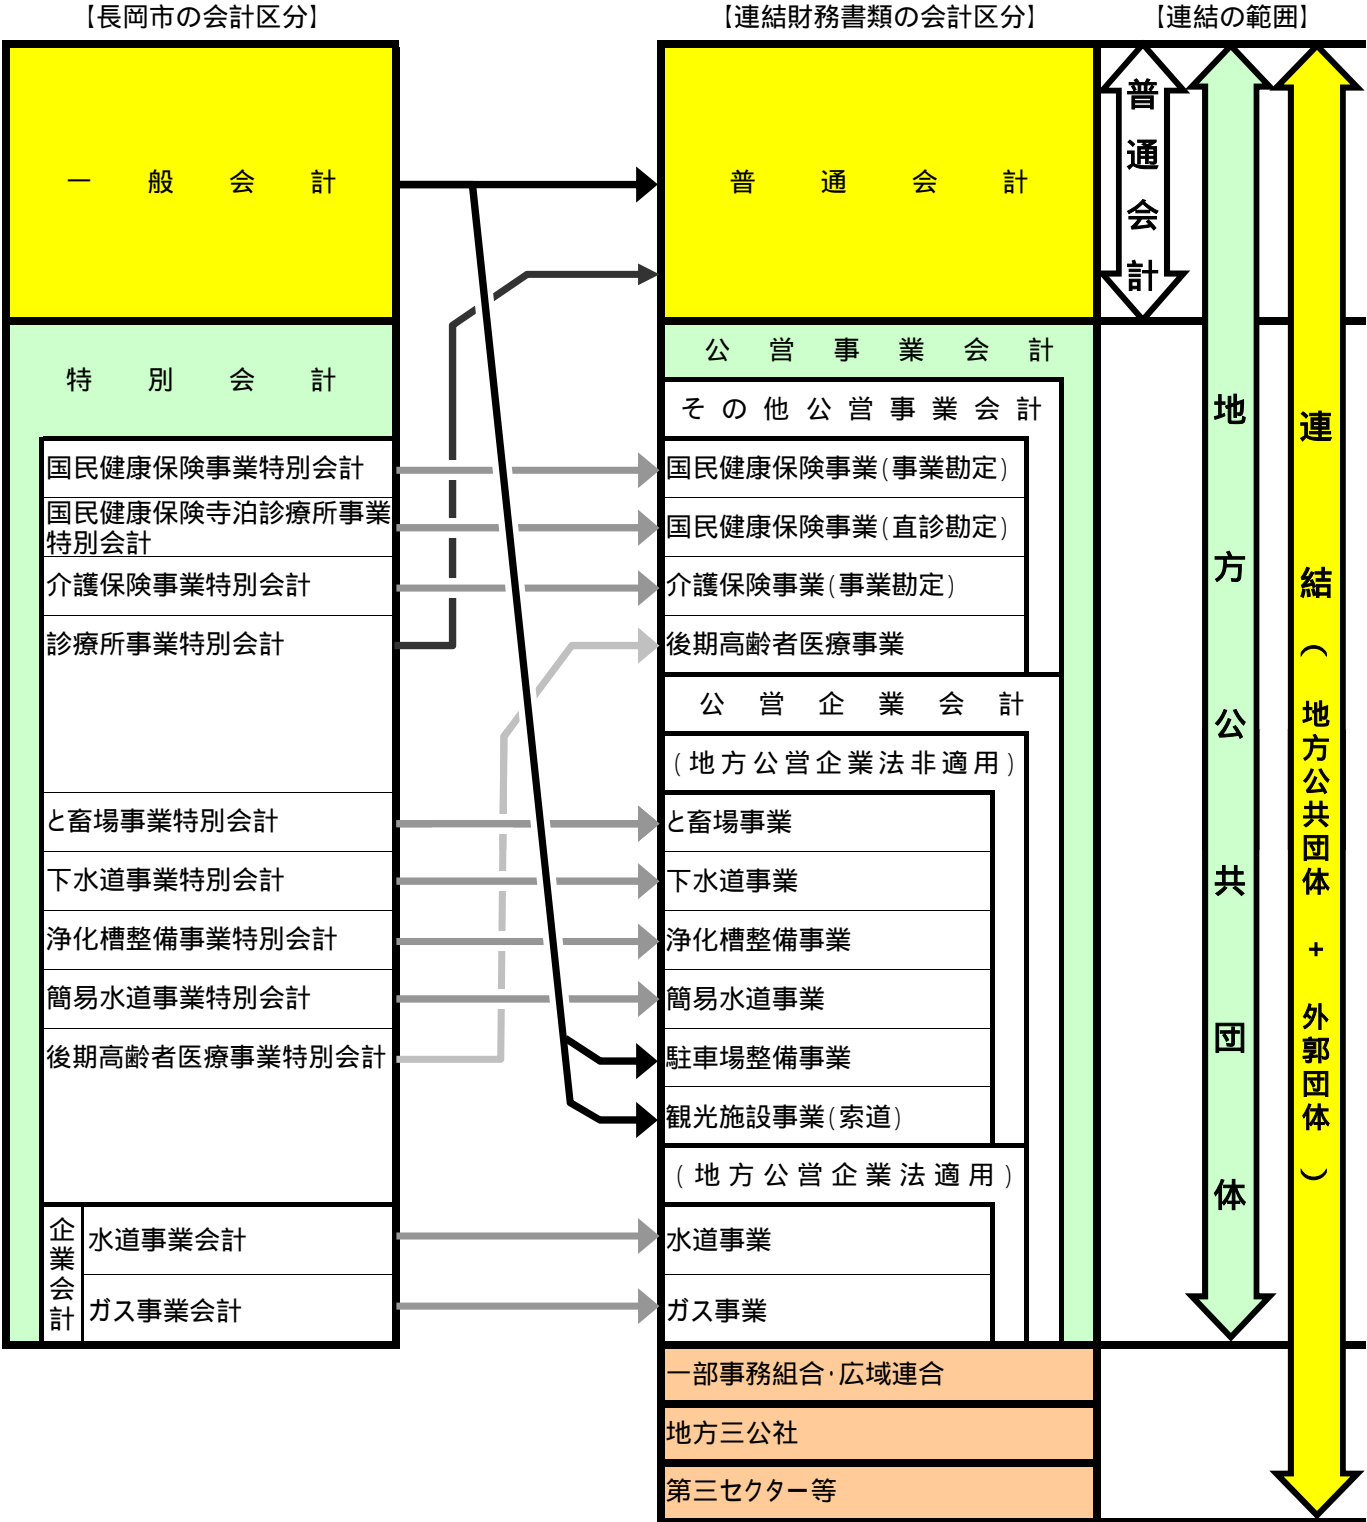 【長岡市の会計区分】
【連結財務書類の会計区分】
【連結の範囲】
一般会計
特別会計
国民健康保険事業特別会計
国民健康保険寺泊診療所事業
特別会計
介護保険事業特別会計
診療所事業特別会計
と畜場事業特別会計
下水道事業特別会計
浄化槽整備事業特別会計
簡易水道事業特別会計
後期高齢者医療事業特別会計
企業会計
水道事業会計
ガス事業会計
普通会計
公営事業会計
その他公営事業会計
国民健康保険事業(事業勘定)
国民健康保険事業(直診勘定)
介護保険事業(事業勘定)
後期高齢者医療事業
公営企業会計
(地方公営企業法非適用)
と畜場事業
下水道事業
浄化槽整備事業
簡易水道事業
駐車場整備事業
観光施設事業(索道)
(地方公営企業法適用)
水道事業
ガス事業
一部事務組合・広域連合
地方三公社
第三セクター等
普通会計
地方公共団体
連結(地方公共団体+外郭団体)